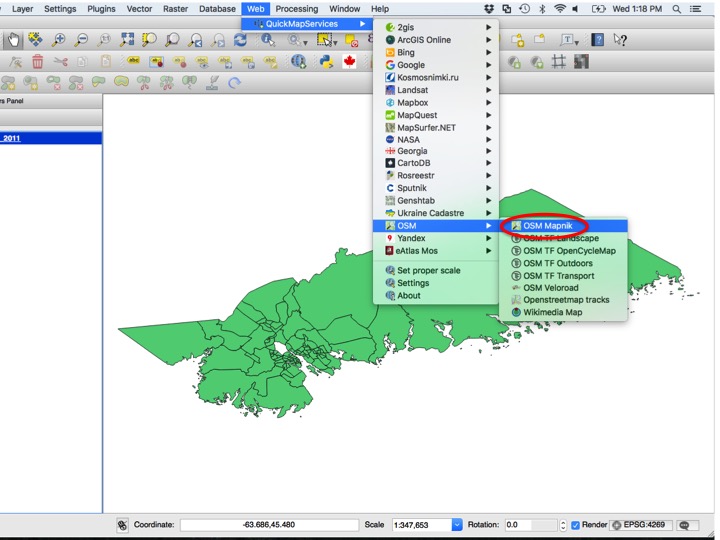 Layer Settings Plugins Vector Raster Database Web Processing Window Help Wed 1:18 PM
QuickMapServices
2gis
ArcGIS Online
Bing
Google
Kosmosnimki.ru
Landsat
Mapbox
MapQuest
MapSurfer.NET
NASA
Georgia
CartoDB
Rosreestr
Sputnik
Genshtab
Ukraine Cadastre
OSM
Yandex
eAtlas Mos
Set proper scale
Settings
About
OSM Mapnik
OSM TF Landscape
OSM TF OpenCycleMap
OSM TF Outdoors
OSM TF Transport
OSM Veloroad
Openstreetmap tracks
Wikimedia Map
rs Panel
2011
Coordinate: -63.686,45.480 Scale 1:347,653 Rotation: 0.0 Render EPSG:4269